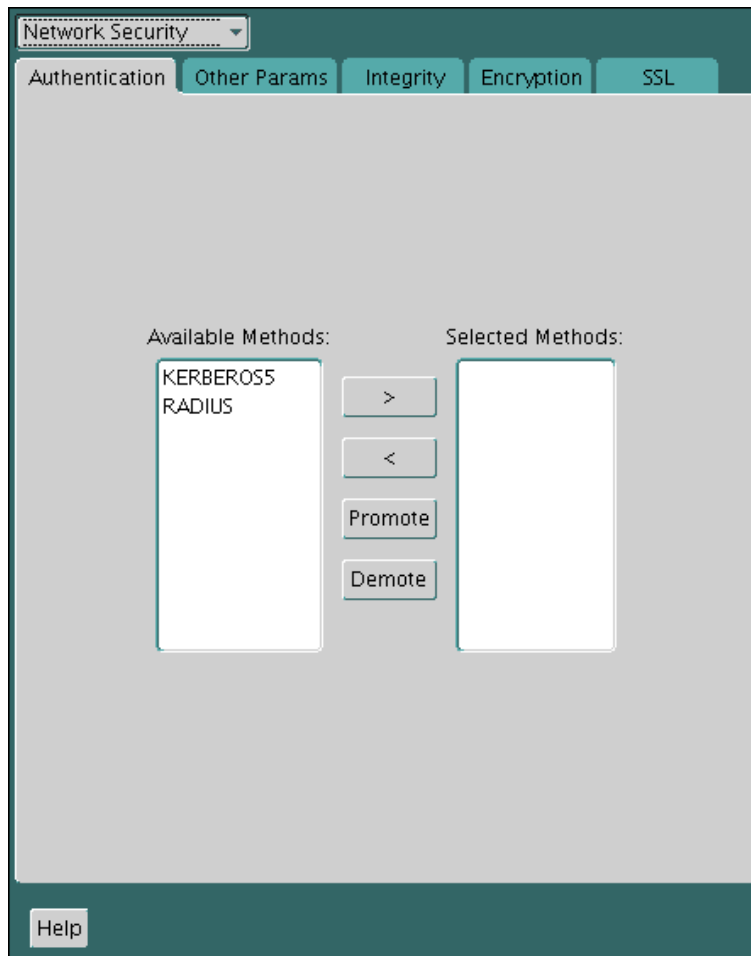 Network Security
Authentication Other Params Integrity Encryption SSL
Available Methods: Selected Methods:
KERBEROS5
RADIUS
>
<
Promote
Demote
Help